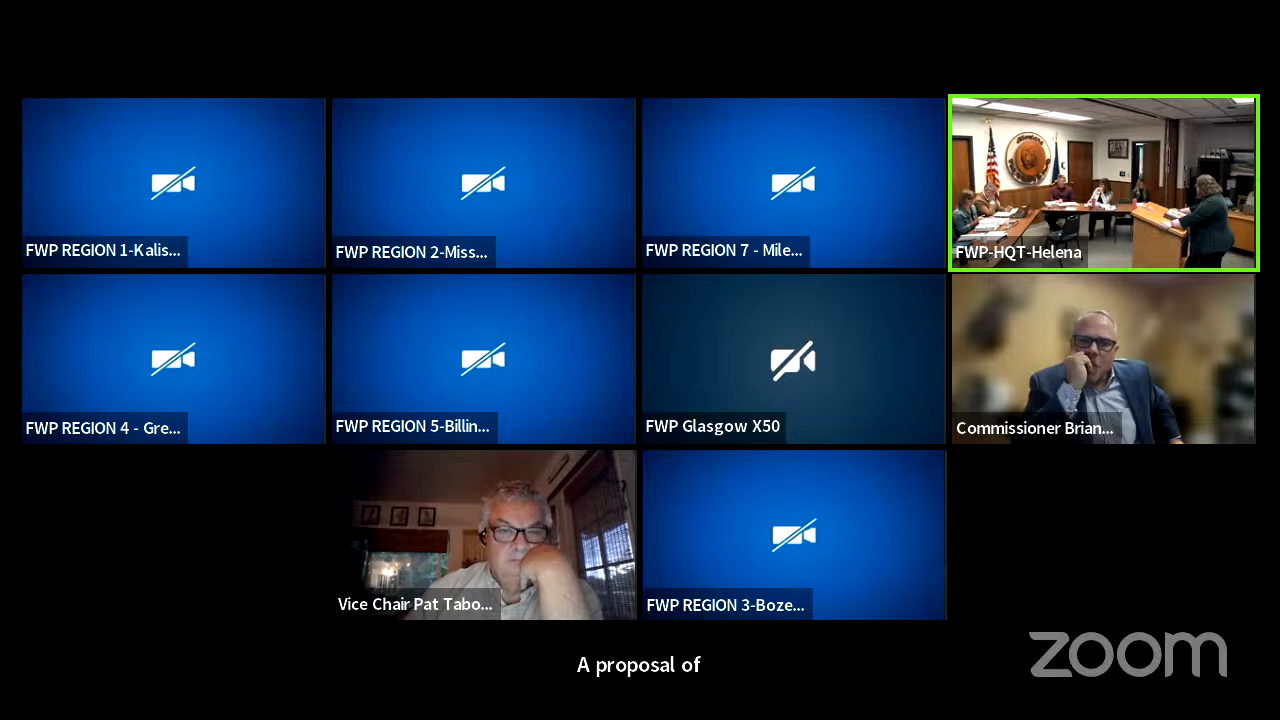 FWP REGION 1-Kalis...
FWP REGION 2-Miss...
FWP REGION 7 - Mile...
FWP-HQT-Helena
FWP REGION 4 - Gre...
FWP REGION 5-Billin...
FWP Glasgow X50
Commissioner Brian...
Vice Chair Pat Tabo...
FWP REGION 3-Boze...
A proposal of
zoom